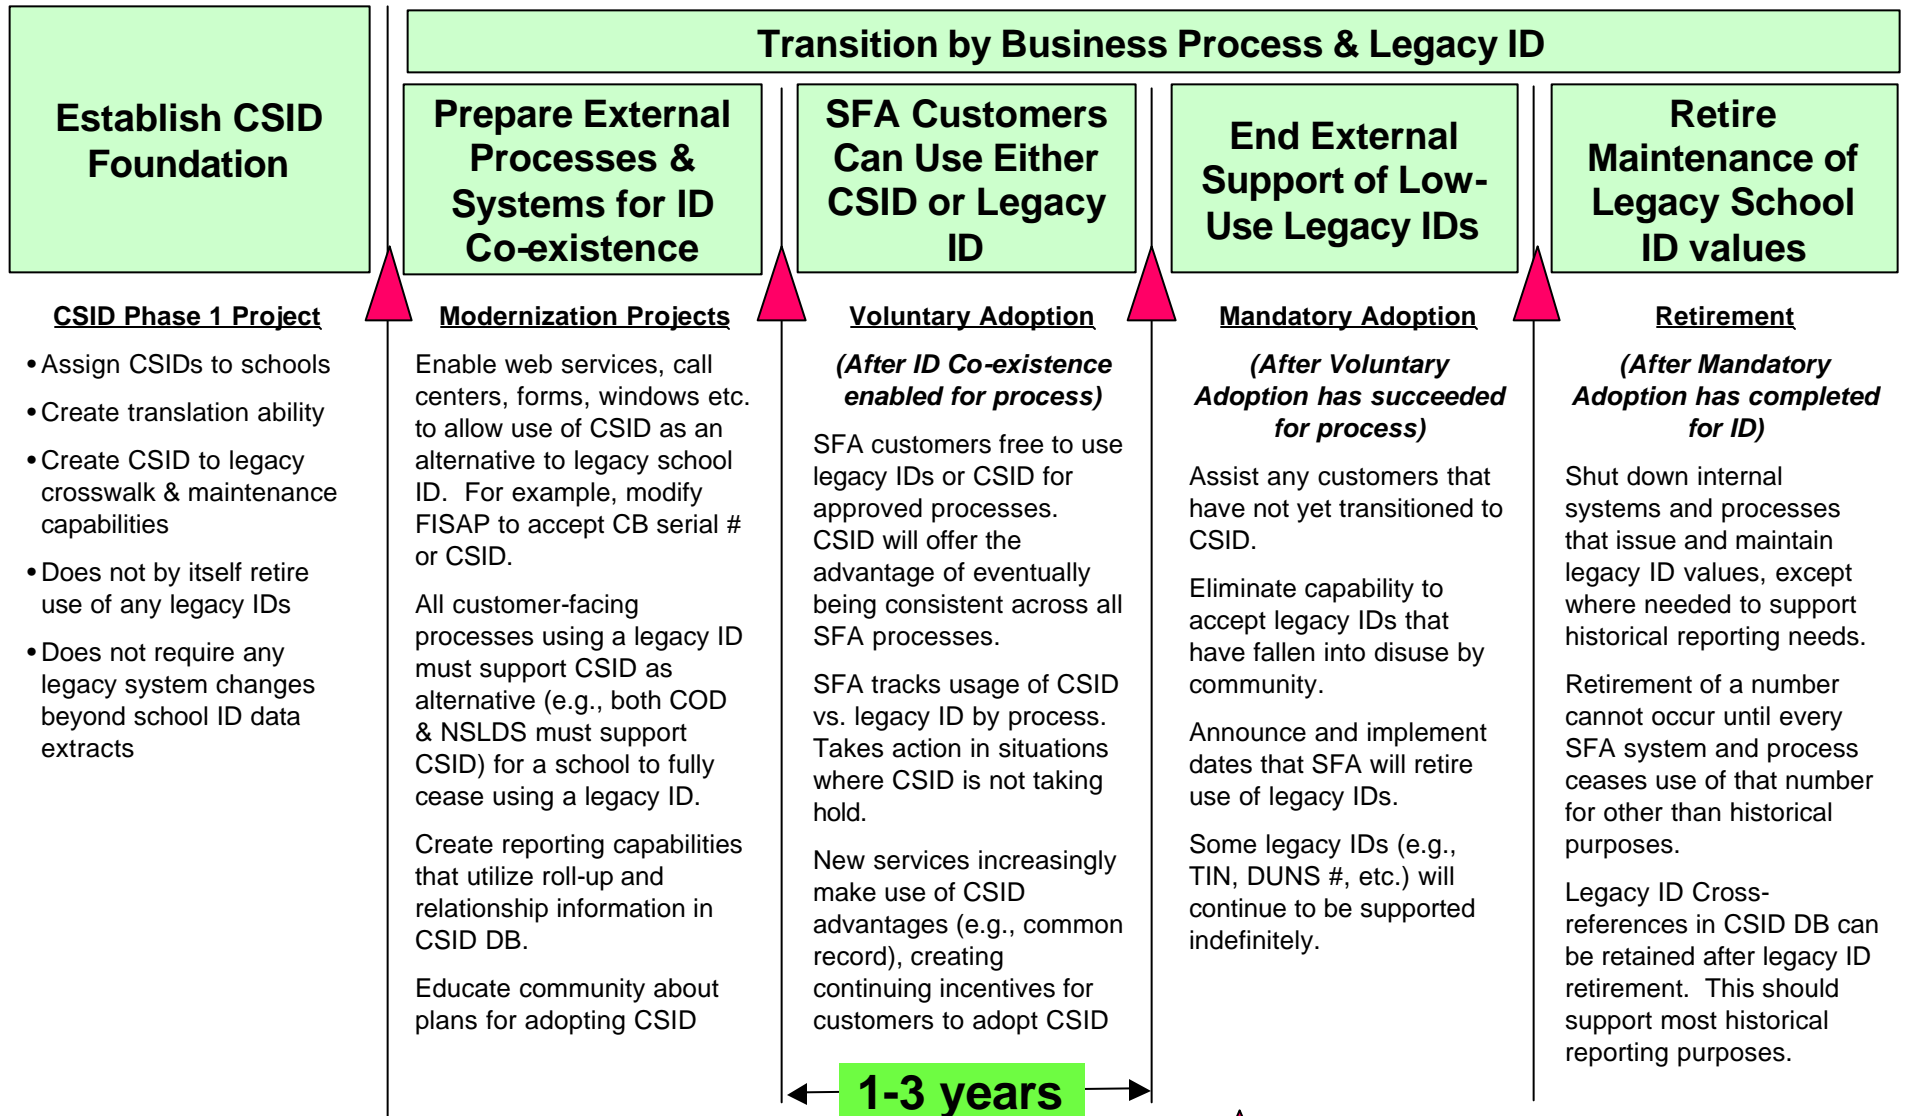 Transition by Business Process & Legacy ID
Establish CSID
Foundation
CSID Phase 1 Project
•Assign CSIDs to schools
•Create translation ability
•Create CSID to legacy
crosswalk & maintenance
capabilities
•Does not by itself retire
use of any legacy IDs
•Does not require any
legacy system changes
beyond school ID data
extracts
Prepare External
Processes &
Systems for ID
Co-existence
Modernization Projects
Enable web services, call
centers, forms, windows etc.
to allow use of CSID as an
alternative to legacy school
ID.  For example, modify
FISAP to accept CB serial #
or CSID.
All customer-facing
processes using a legacy ID
must support CSID as
alternative (e.g., both COD
& NSLDS must support
CSID) for a school to fully
cease using a legacy ID.
Create reporting capabilities
that utilize roll-up and
relationship information in
CSID DB.
Educate community about
plans for adopting CSID
SFA Customers
Can Use Either
CSID or Legacy
ID
Voluntary Adoption
(After ID Co-existence
enabled for process)
SFA customers free to use
legacy IDs or CSID for
approved processes.
CSID will offer the
advantage of eventually
being consistent across all
SFA processes.
SFA tracks usage of CSID
vs. legacy ID by process.
Takes action in situations
where CSID is not taking
hold.
New services increasingly
make use of CSID
advantages (e.g., common
record), creating
continuing incentives for
customers to adopt CSID
1-3 years
End External
Support of Low-
Use Legacy IDs
Mandatory Adoption
(After Voluntary
Adoption has succeeded
for process)
Assist any customers that
have not yet transitioned to
CSID.
Eliminate capability to
accept legacy IDs that
have fallen into disuse by
community.
Announce and implement
dates that SFA will retire
use of legacy IDs.
Some legacy IDs (e.g.,
TIN, DUNS #, etc.) will
continue to be supported
indefinitely.
Retire
Maintenance of
Legacy School
ID values
Retirement
(After Mandatory
Adoption has completed
for ID)
Shut down internal
systems and processes
that issue and maintain
legacy ID values, except
where needed to support
historical reporting needs.
Retirement of a number
cannot occur until every
SFA system and process
ceases use of that number
for other than historical
purposes.
Legacy ID Cross-
references in CSID DB can
be retained after legacy ID
retirement.  This should
support most historical
reporting purposes.